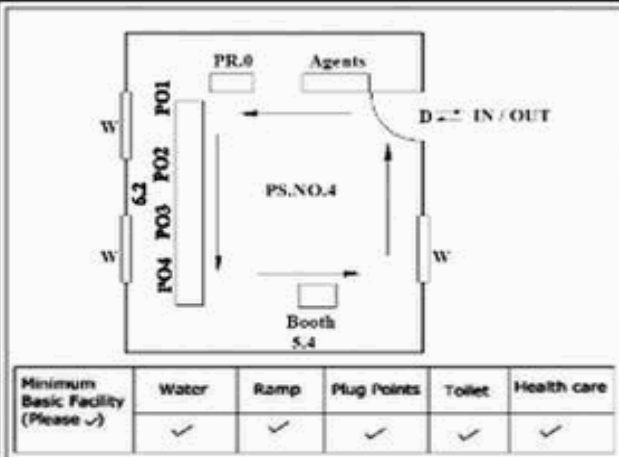 PR.0 Agents
PO1
W
D IN / OUT
PO2
6.2
PS.NO.4
PO3
W
W
PO4
Booth
5.4
Minimum Basic Facility (Please ✓) Water Ramp Plug Points Toilet Health care
✓ ✓ ✓ ✓ ✓